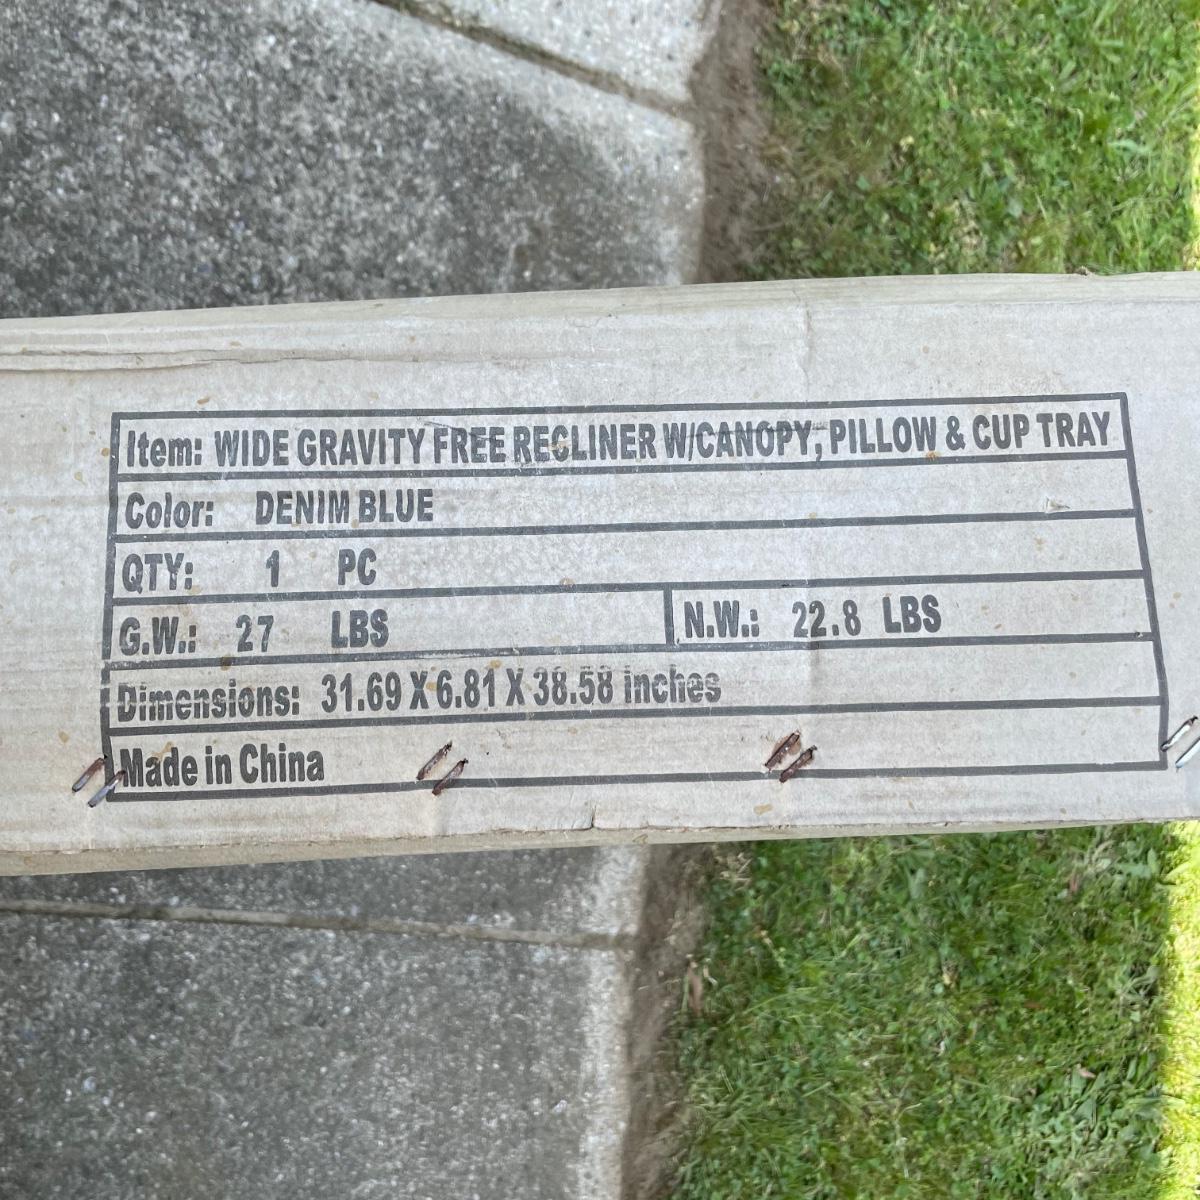 Item: WIDE GRAVITY FREE RECLINER W/CANOPY, PILLOW & CUP TRAY
Color: DENIM BLUE
QTY: 1 PC
G.W.: 27 LBS N.W.: 22.8 LBS
Dimensions: 31.69 X 6.81 X 38.58 inches
Made in China